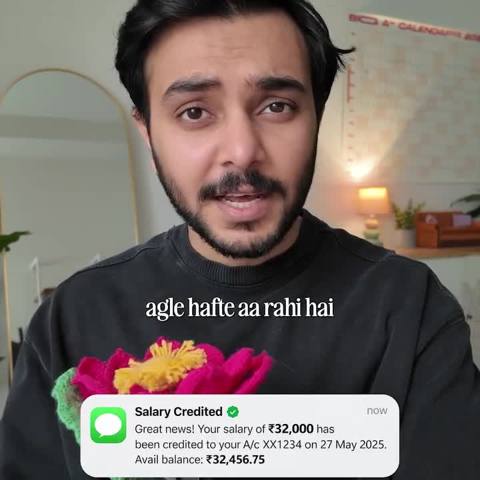 CALENDAR
agle hafte aa rahi hai
Salary Credited
now
Great news! Your salary of ₹32,000 has
been credited to your A/c XX1234 on 27 May 2025.
Avail balance: ₹32,456.75